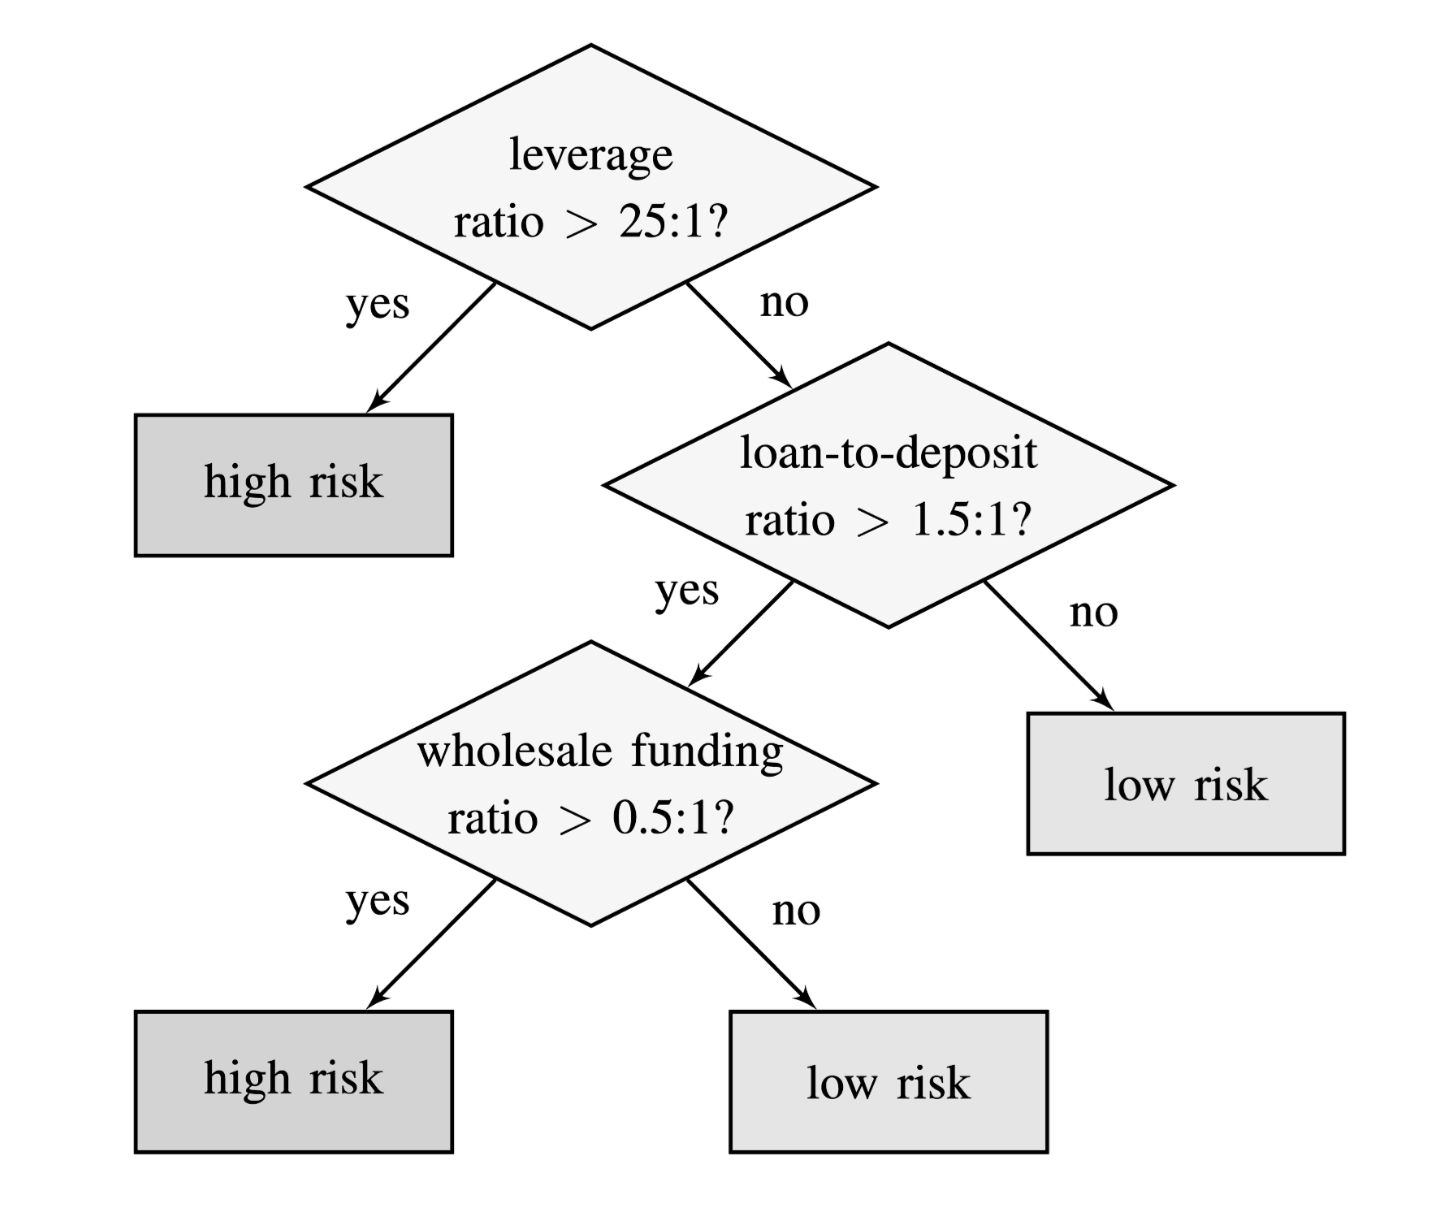 leverage
ratio > 25:1?
yes
no
high risk
loan-to-deposit
ratio > 1.5:1?
yes
no
wholesale funding
ratio > 0.5:1?
low risk
yes
no
high risk
low risk